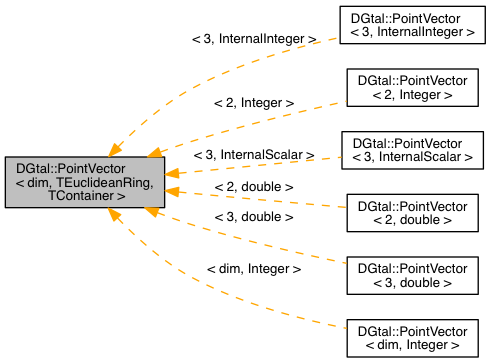 DGtal::PointVector
< 3, InternalInteger >
< 3, InternalInteger >
DGtal::PointVector
< 2, Integer >
< 2, Integer >
DGtal::PointVector
< 3, InternalScalar >
< 3, InternalScalar >
DGtal::PointVector
< dim, TEuclideanRing,
TContainer >
< 2, double >
DGtal::PointVector
< 2, double >
< 3, double >
DGtal::PointVector
< 3, double >
< dim, Integer >
DGtal::PointVector
< dim, Integer >